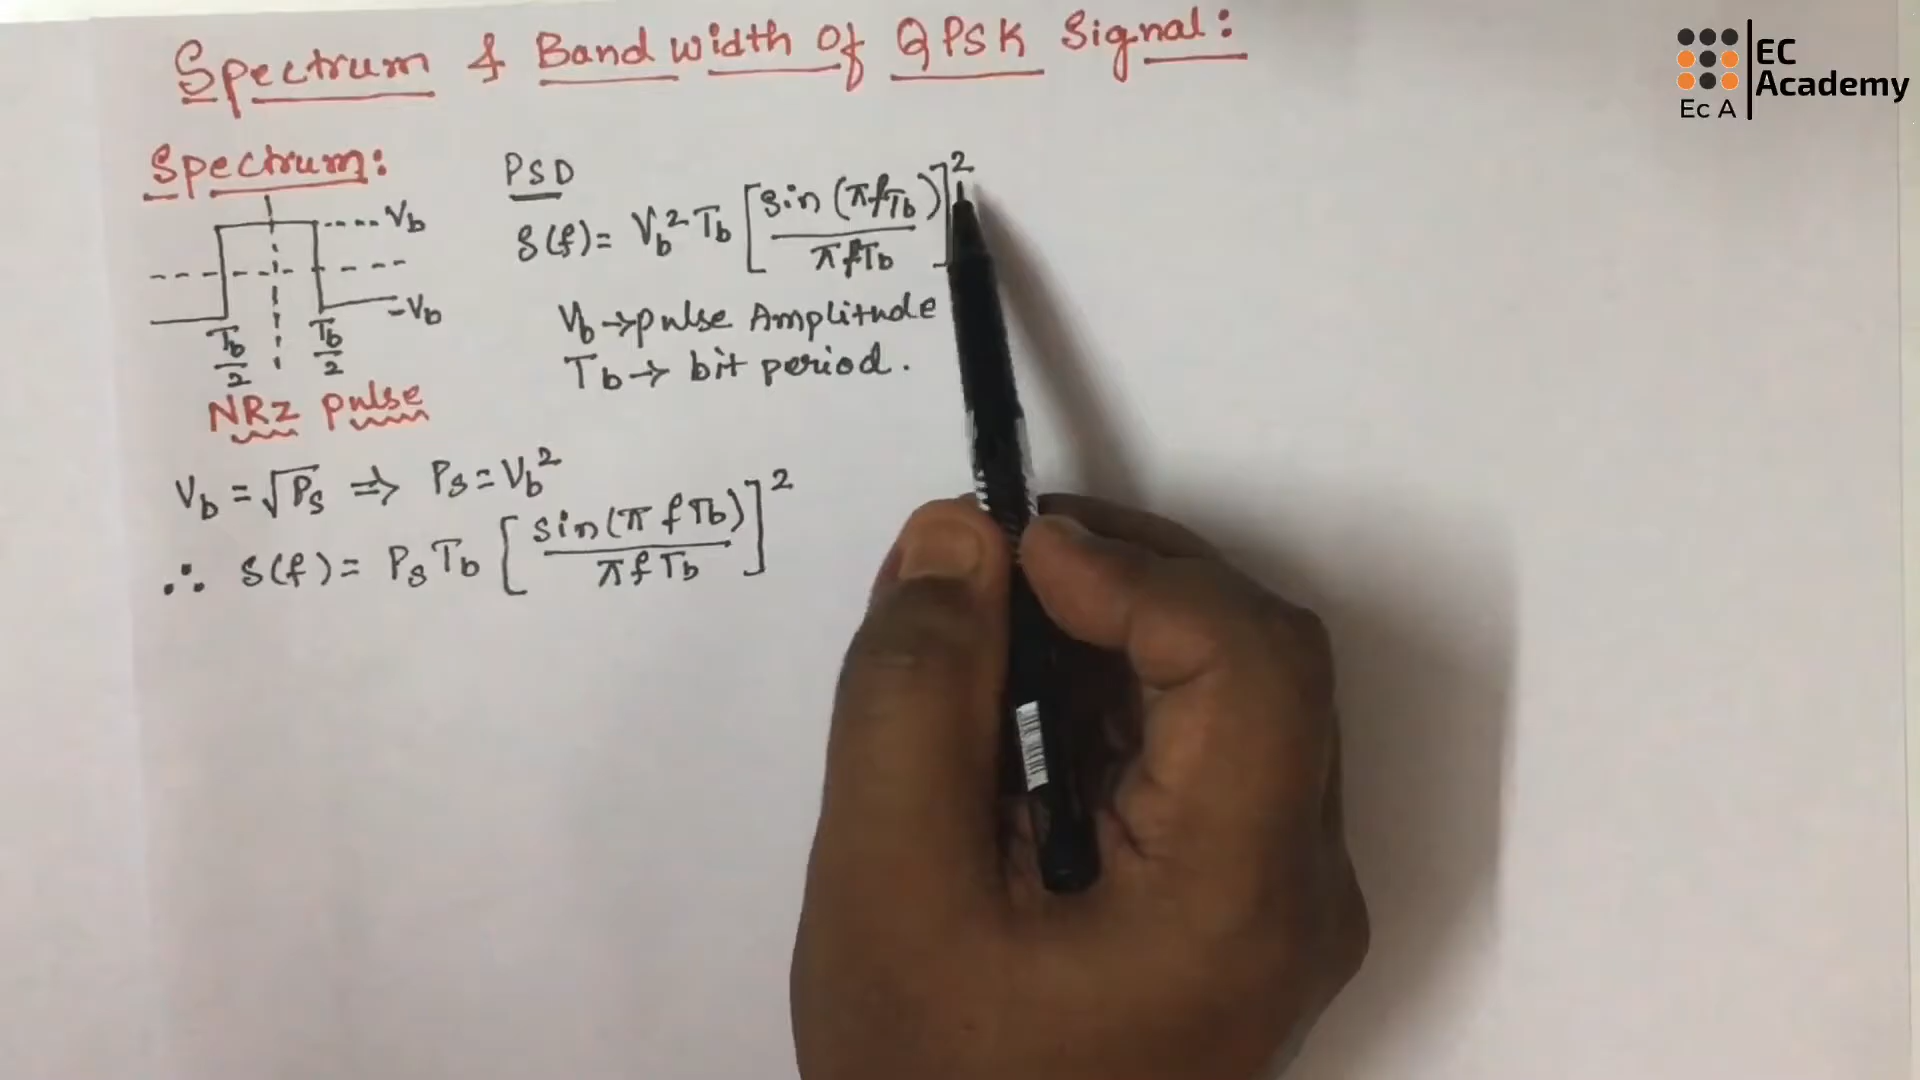 Spectrum & Bandwidth Of QPSK Signal:
EC Academy
Ec A
Spectrum:
Vb
-Vb
Tb/2
Tb/2
NRZ pulse
PSD
S(f) = Vb² Tb [sin(πfTb)/πfTb]²
Vb → pulse Amplitude
Tb → bit period.
Vb = √Ps ⇒ Ps = Vb²
∴ S(f) = Ps Tb [sin(πfTb)/πfTb]²